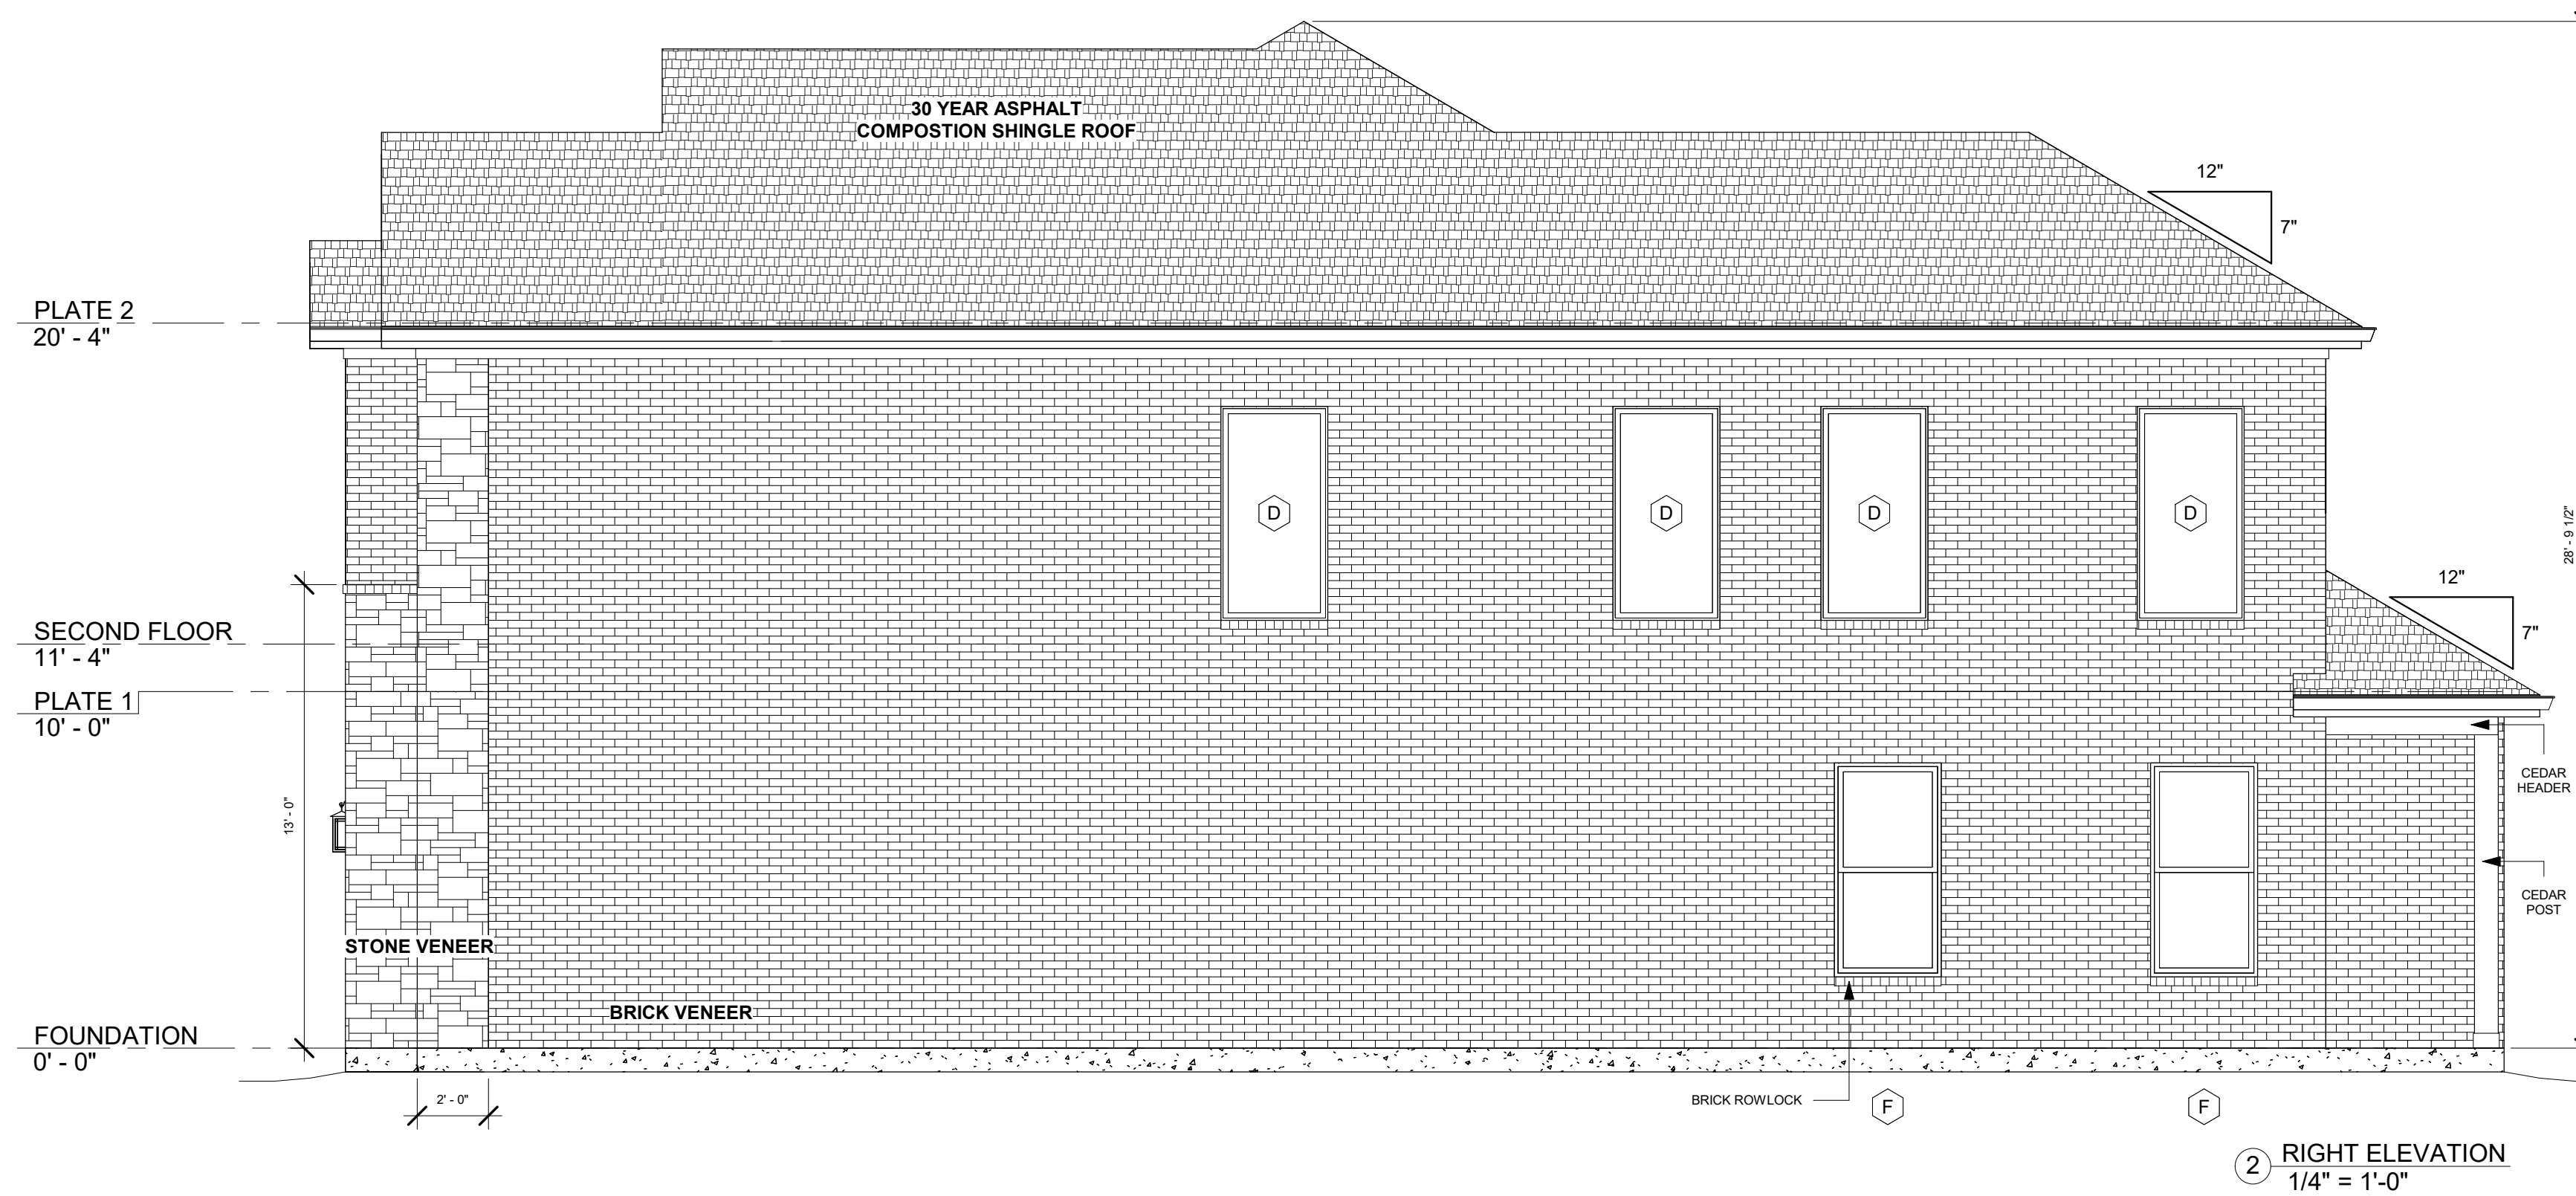 30 YEAR ASPHALT
COMPOSTION SHINGLE ROOF
12"
7"
PLATE 2
20' - 4"
D
D
D
D
28' - 9 1/2"
12"
7"
SECOND FLOOR
11' - 4"
PLATE 1
10' - 0"
CEDAR
HEADER
13' - 0"
CEDAR
POST
STONE VENEER
BRICK VENEER
FOUNDATION
0' - 0"
2' - 0"
BRICK ROWLOCK
F
F
2
RIGHT ELEVATION
1/4" = 1'-0"